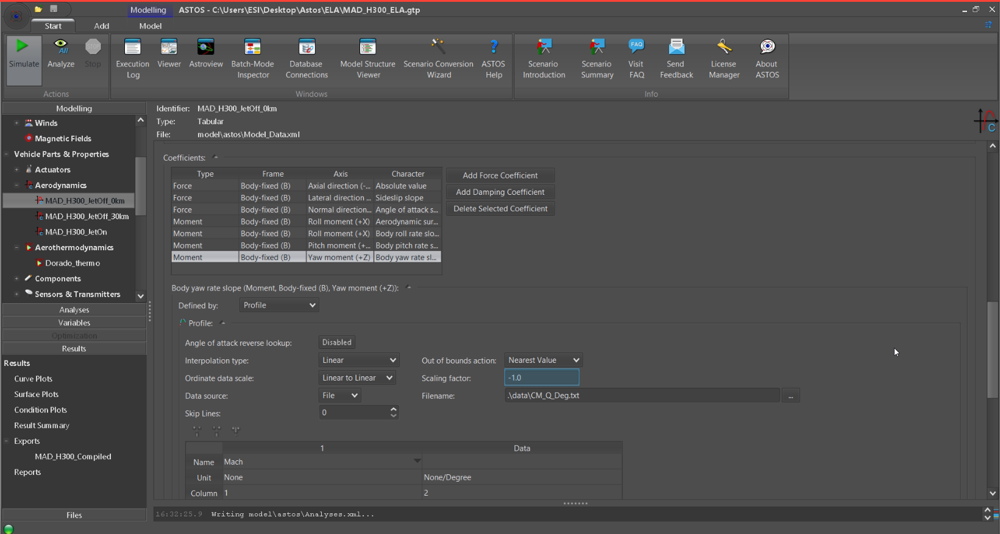 Modelling ASTOS - C:\Users\ESI\Desktop\Astos\ELA\MAD_H300_ELA.gtp
Start Add Model
Simulate Analyze Stop Execution Log Viewer Astroview Batch-Mode Inspector Database Connections Model Structure Viewer Scenario Conversion Wizard ASTOS Help Scenario Introduction Scenario Summary Visit FAQ Send Feedback License Manager About ASTOS
Actions Windows Info
Modelling
Winds
Magnetic Fields
Vehicle Parts & Properties
Actuators
Aerodynamics
MAD_H300_JetOff_0km
MAD_H300_JetOff_30km
MAD_H300_JetOn
Aerothermodynamics
Dorado_thermo
Components
Sensors & Transmitters
Analyses
Variables
Optimization
Results
Results
Curve Plots
Surface Plots
Condition Plots
Result Summary
Exports
MAD_H300_Compiled
Reports
Files
Identifier: MAD_H300_JetOff_0km
Type: Tabular
File: model\astos\Model_Data.xml
Coefficients:
Type Frame Axis Character
Force Body-fixed (B) Axial direction (-... Absolute value
Force Body-fixed (B) Lateral direction ... Sideslip slope
Force Body-fixed (B) Normal direction... Angle of attack s...
Moment Body-fixed (B) Roll moment (+X) Aerodynamic sur...
Moment Body-fixed (B) Roll moment (+X) Body roll rate slo...
Moment Body-fixed (B) Pitch moment (+... Body pitch rate s...
Moment Body-fixed (B) Yaw moment (+Z) Body yaw rate sl...
Add Force Coefficient
Add Damping Coefficient
Delete Selected Coefficient
Body yaw rate slope (Moment, Body-fixed (B), Yaw moment (+Z)):
Defined by: Profile
Profile:
Angle of attack reverse lookup: Disabled
Interpolation type: Linear Out of bounds action: Nearest Value
Ordinate data scale: Linear to Linear Scaling factor: -1.0
Data source: File Filename: .\data\CM_Q_Deg.txt ...
Skip Lines: 0
1 Data
Name Mach
Unit None None/Degree
Column 1 2
16:32:25.9 Writing model\astos\Analyses.xml...